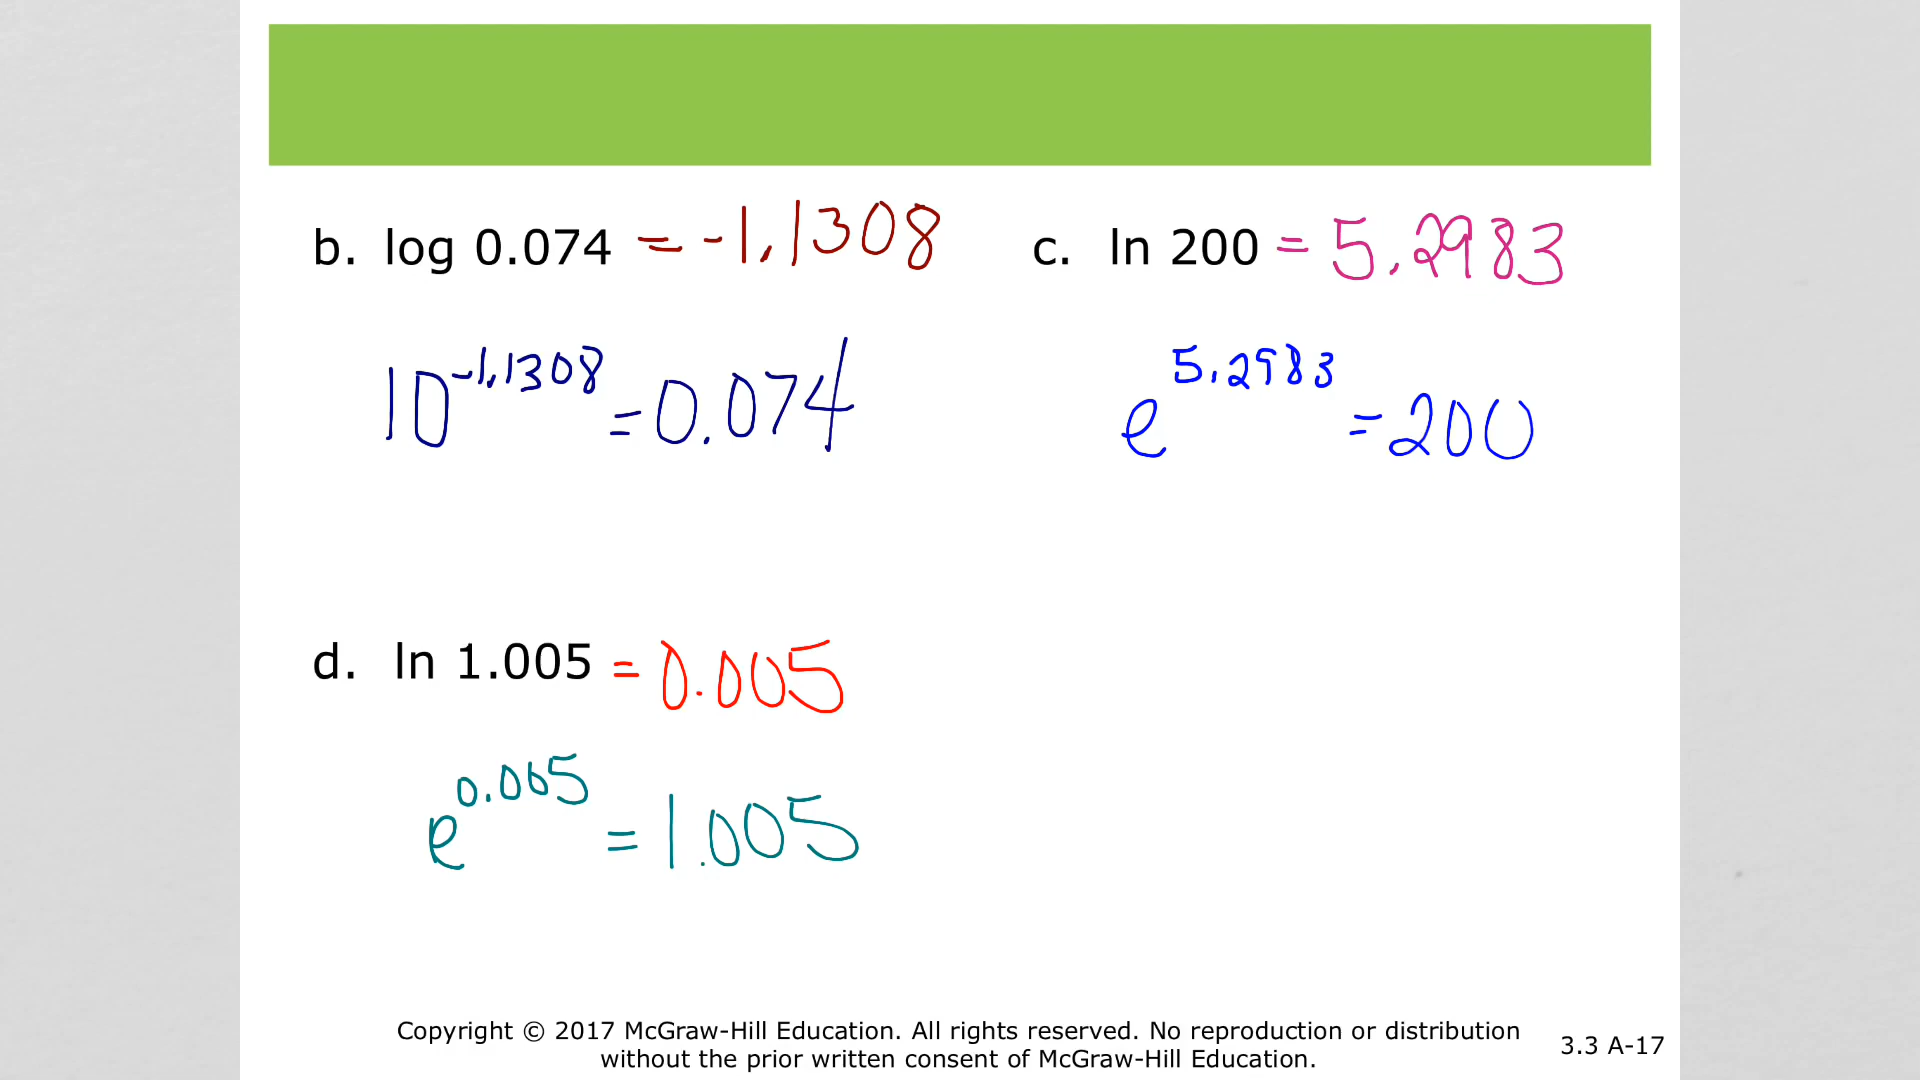 b. log 0.074 = -1.1308
10^-1.1308 = 0.074
c. ln 200 = 5.2983
e^5.2983 = 200
d. ln 1.005 = 0.005
e^0.005 = 1.005
Copyright © 2017 McGraw-Hill Education. All rights reserved. No reproduction or distribution
without the prior written consent of McGraw-Hill Education.
3.3 A-17